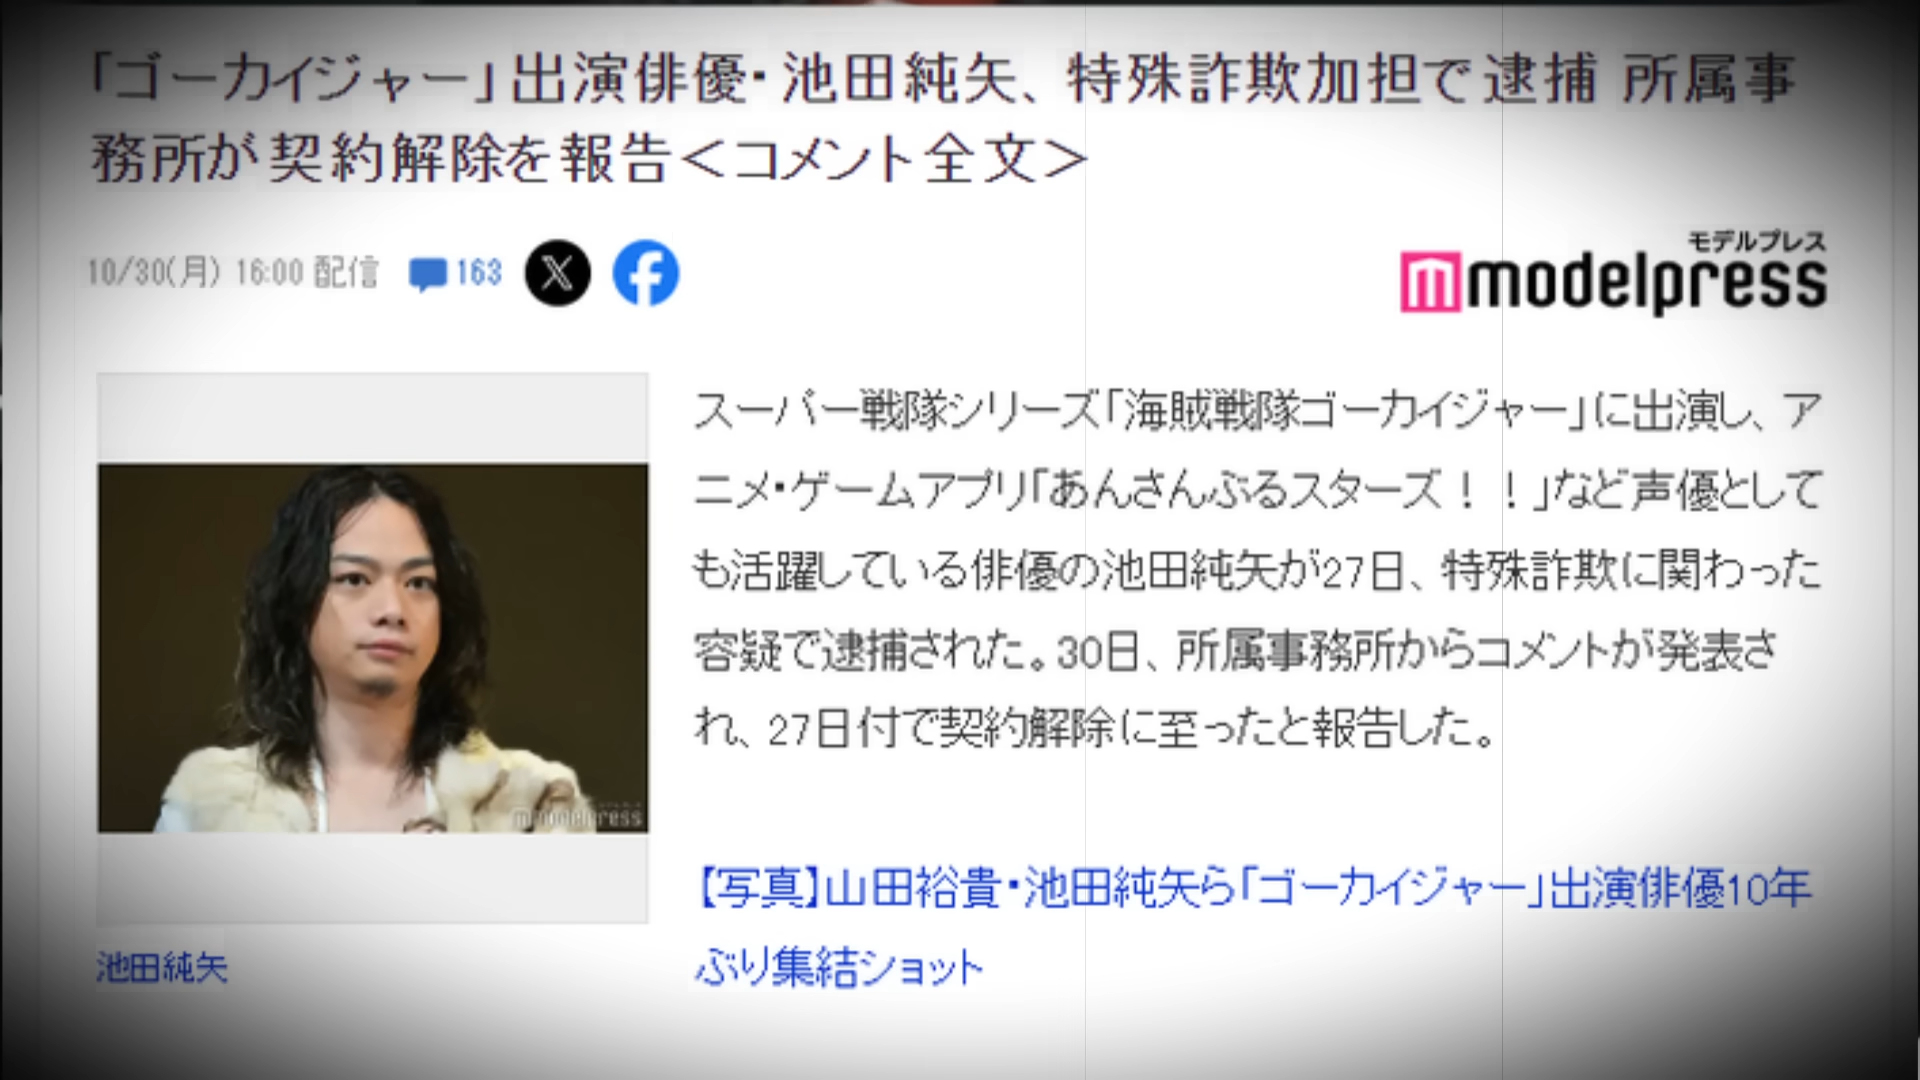 「ゴーカイジャー」出演俳優・池田純矢、特殊詐欺加担で逮捕 所属事
務所が契約解除を報告＜コメント全文＞
10/30(月) 16:00 配信 163
モデルプレス
modelpress
スーパー戦隊シリーズ「海賊戦隊ゴーカイジャー」に出演し、ア
ニメ・ゲームアプリ「あんさんぶるスターズ！！」など声優として
も活躍している俳優の池田純矢が27日、特殊詐欺に関わった
容疑で逮捕された。30日、所属事務所からコメントが発表さ
れ、27日付で契約解除に至ったと報告した。
modelpress
【写真】山田裕貴・池田純矢ら「ゴーカイジャー」出演俳優10年
ぶり集結ショット
池田純矢